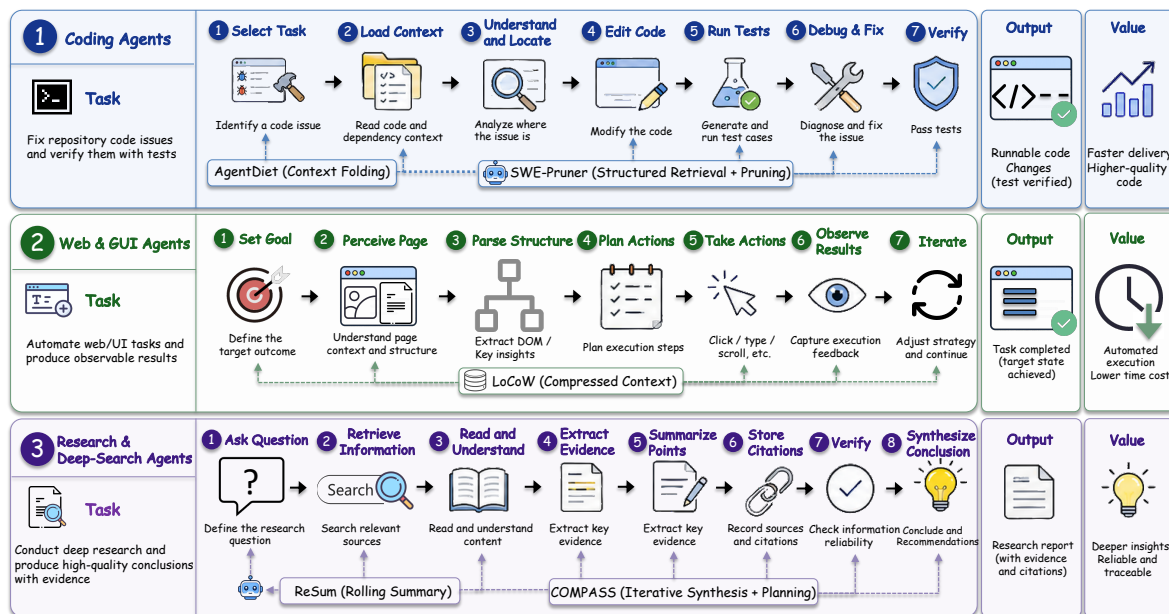 1 Coding Agents
Task
Fix repository code issues
and verify them with tests
1 Select Task
Identify a code issue
2 Load Context
Read code and
dependency context
3 Understand
and Locate
Analyze where
the issue is
4 Edit Code
Modify the code
5 Run Tests
Generate and
run test cases
6 Debug & Fix
Diagnose and fix
the issue
7 Verify
Pass tests
AgentDiet (Context Folding)
SWE-Pruner (Structured Retrieval + Pruning)
Output
</>--
Runnable code
Changes
(test verified)
Value
Faster delivery
Higher-quality
code
2 Web & GUI Agents
Task
Automate web/UI tasks and
produce observable results
1 Set Goal
Define the
target outcome
2 Perceive Page
Understand page
context and structure
3 Parse Structure
Extract DOM /
Key insights
4 Plan Actions
Plan execution steps
5 Take Actions
Click / type /
scroll, etc.
6 Observe
Results
Capture execution
feedback
7 Iterate
Adjust strategy
and continue
LoCoW (Compressed Context)
Output
Task completed
(target state
achieved)
Value
Automated
execution
Lower time cost
3 Research &
Deep-Search Agents
Task
Conduct deep research and
produce high-quality conclusions
with evidence
1 Ask Question
?
Define the research
question
2 Retrieve
Information
Search
Search relevant
sources
3 Read and
Understand
Read and understand
content
4 Extract
Evidence
Extract key
evidence
5 Summarize
Points
Extract key
evidence
6 Store
Citations
Record sources
and citations
7 Verify
Check information
reliability
8 Synthesize
Conclusion
Conclude and
Recommendations
ReSum (Rolling Summary)
COMPASS (Iterative Synthesis + Planning)
Output
Research report
(with evidence
and citations)
Value
Deeper insights
Reliable and
traceable